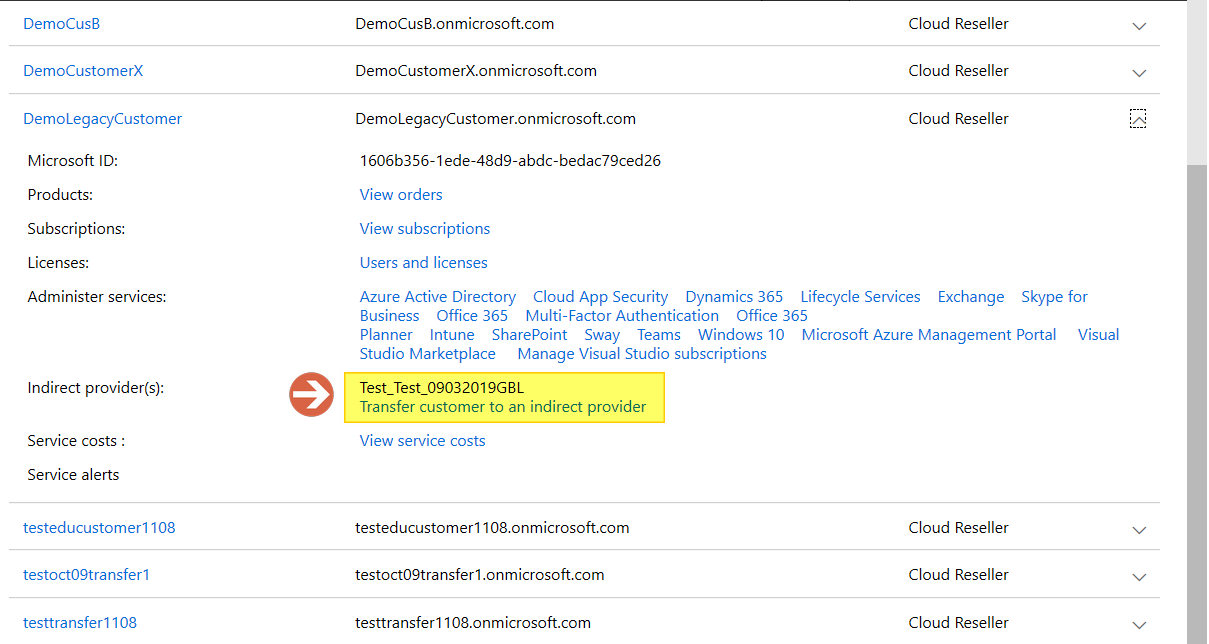 DemoCusB DemoCusB.onmicrosoft.com Cloud Reseller
DemoCustomerX DemoCustomerX.onmicrosoft.com Cloud Reseller
DemoLegacyCustomer DemoLegacyCustomer.onmicrosoft.com Cloud Reseller
Microsoft ID: 1606b356-1ede-48d9-abdc-bedac79ced26
Products: View orders
Subscriptions: View subscriptions
Licenses: Users and licenses
Administer services: Azure Active Directory Cloud App Security Dynamics 365 Lifecycle Services Exchange Skype for
Business Office 365 Multi-Factor Authentication Office 365
Planner Intune SharePoint Sway Teams Windows 10 Microsoft Azure Management Portal Visual
Studio Marketplace Manage Visual Studio subscriptions
Indirect provider(s): Test_Test_09032019GBL
Transfer customer to an indirect provider
Service costs : View service costs
Service alerts
testeducustomer1108 testeducustomer1108.onmicrosoft.com Cloud Reseller
testoct09transfer1 testoct09transfer1.onmicrosoft.com Cloud Reseller
testtransfer1108 testtransfer1108.onmicrosoft.com Cloud Reseller